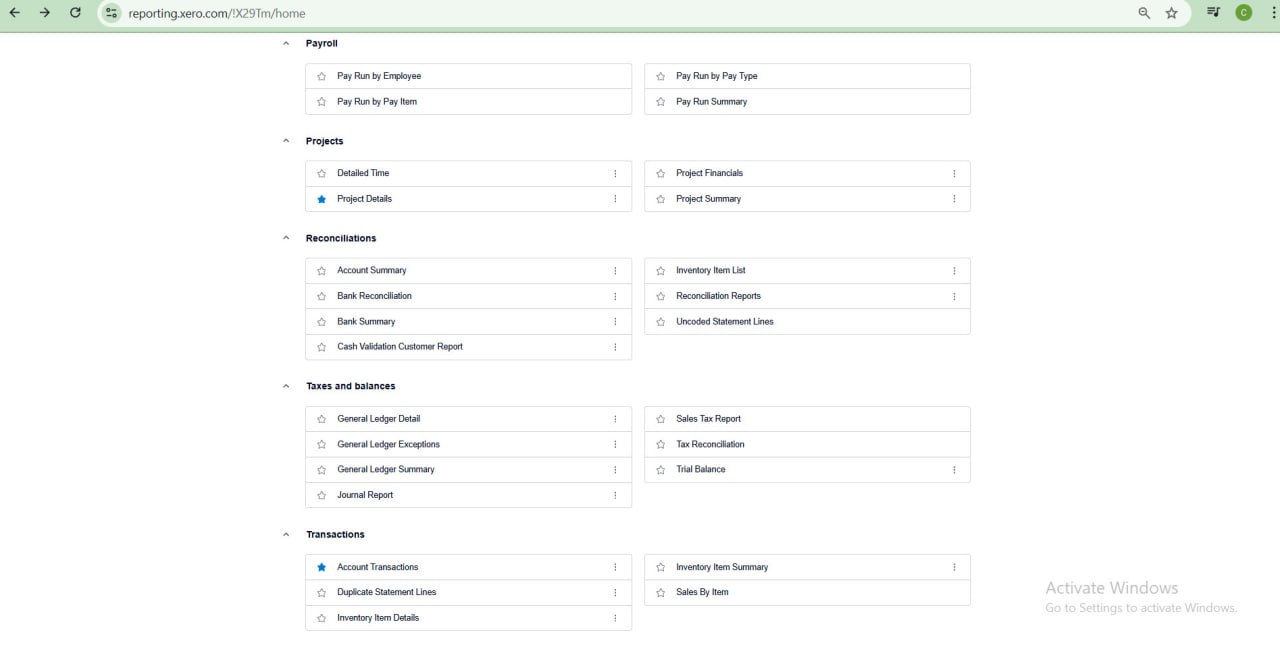 reporting.xero.com/!X29Tm/home
C
Payroll
Pay Run by Employee
Pay Run by Pay Type
Pay Run by Pay Item
Pay Run Summary
Projects
Detailed Time
Project Financials
Project Details
Project Summary
Reconciliations
Account Summary
Inventory Item List
Bank Reconciliation
Reconciliation Reports
Bank Summary
Uncoded Statement Lines
Cash Validation Customer Report
Taxes and balances
General Ledger Detail
Sales Tax Report
General Ledger Exceptions
Tax Reconciliation
General Ledger Summary
Trial Balance
Journal Report
Transactions
Account Transactions
Inventory Item Summary
Duplicate Statement Lines
Sales By Item
Inventory Item Details
Activate Windows
Go to Settings to activate Windows.